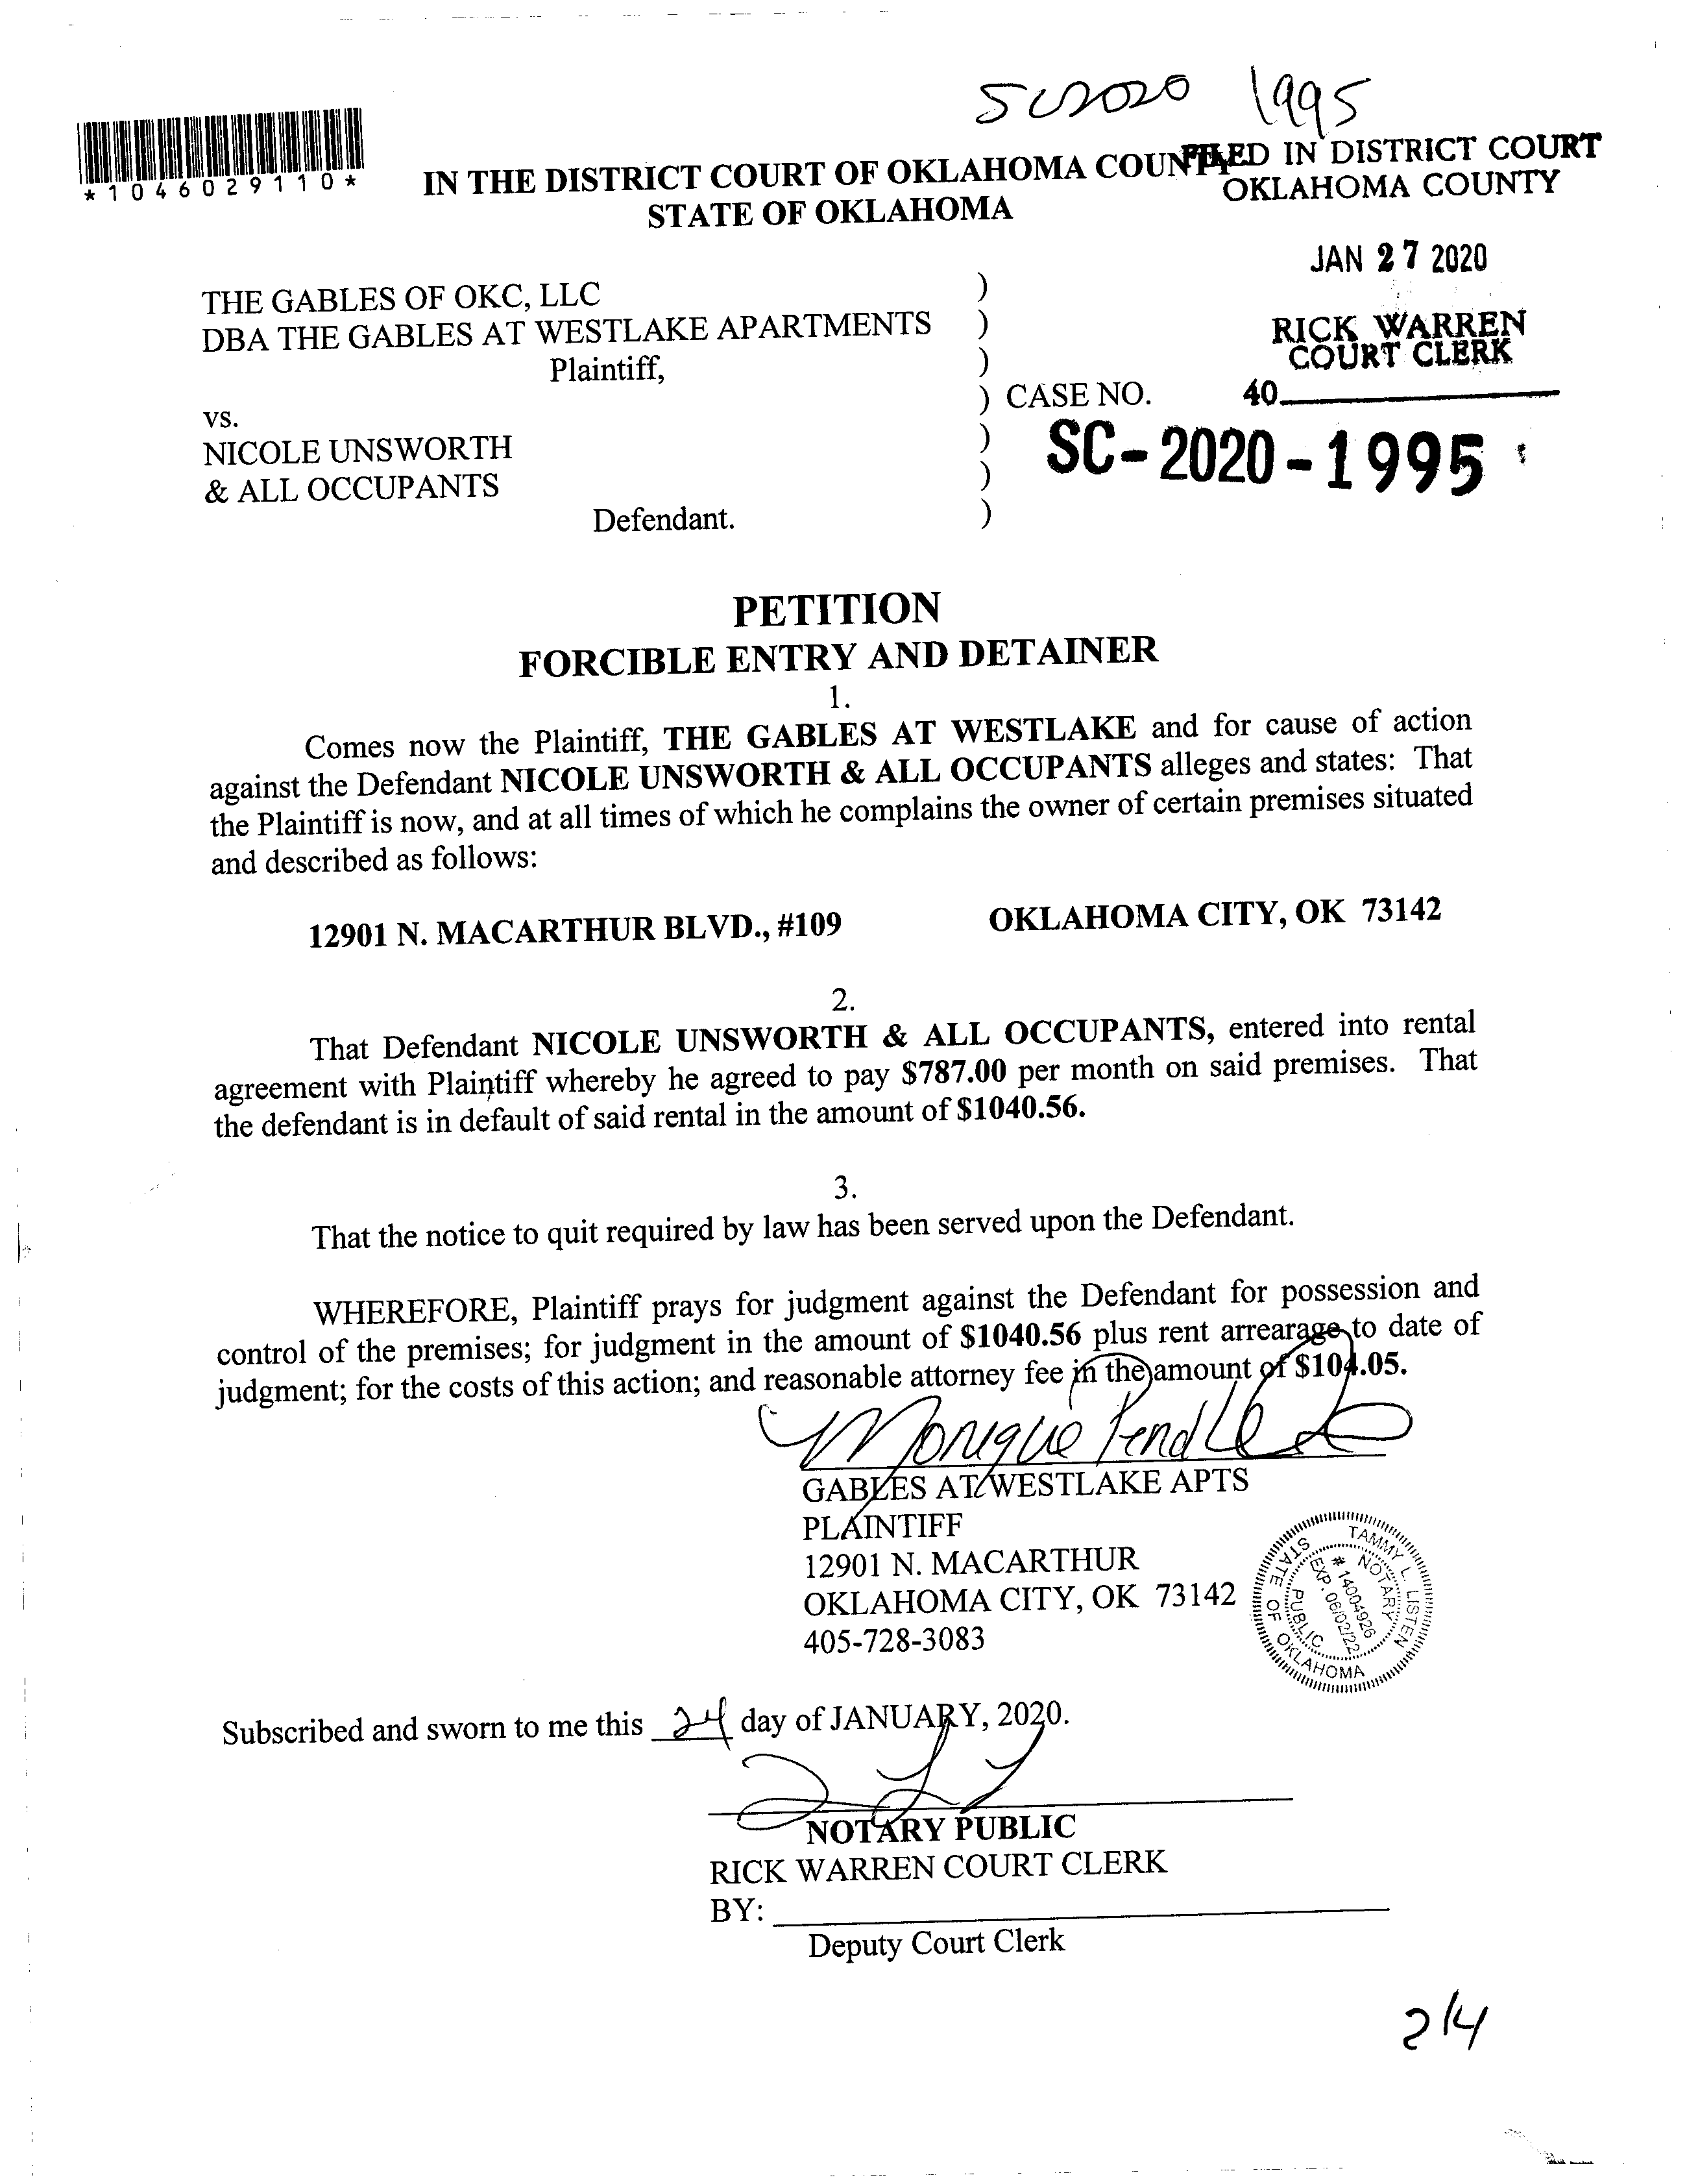 SC2020 1995
*1046029110*
IN THE DISTRICT COURT OF OKLAHOMA COUNTY
STATE OF OKLAHOMA
FILED IN DISTRICT COURT
OKLAHOMA COUNTY
JAN 27 2020
RICK WARREN
COURT CLERK
40
THE GABLES OF OKC, LLC )
DBA THE GABLES AT WESTLAKE APARTMENTS )
Plaintiff, )
) CASE NO.
vs.
SC-2020-1995
NICOLE UNSWORTH )
& ALL OCCUPANTS )
Defendant. )
PETITION
FORCIBLE ENTRY AND DETAINER
1.
Comes now the Plaintiff, THE GABLES AT WESTLAKE and for cause of action
against the Defendant NICOLE UNSWORTH & ALL OCCUPANTS alleges and states: That
the Plaintiff is now, and at all times of which he complains the owner of certain premises situated
and described as follows:
12901 N. MACARTHUR BLVD., #109 OKLAHOMA CITY, OK 73142
2.
That Defendant NICOLE UNSWORTH & ALL OCCUPANTS, entered into rental
agreement with Plaintiff whereby he agreed to pay $787.00 per month on said premises. That
the defendant is in default of said rental in the amount of $1040.56.
3.
That the notice to quit required by law has been served upon the Defendant.
WHEREFORE, Plaintiff prays for judgment against the Defendant for possession and
control of the premises; for judgment in the amount of $1040.56 plus rent arrearage to date of
judgment; for the costs of this action; and reasonable attorney fee in the amount of $104.05.
Monique
GABLES AT WESTLAKE APTS
PLAINTIFF
12901 N. MACARTHUR
OKLAHOMA CITY, OK 73142
405-728-3083
TAMMY L. LISTEN
NOTARY
# 14004926
EXP. 06/02/22
PUBLIC
STATE OF OKLAHOMA
Subscribed and sworn to me this 24 day of JANUARY, 2020.
NOTARY PUBLIC
RICK WARREN COURT CLERK
BY:
Deputy Court Clerk
2/4